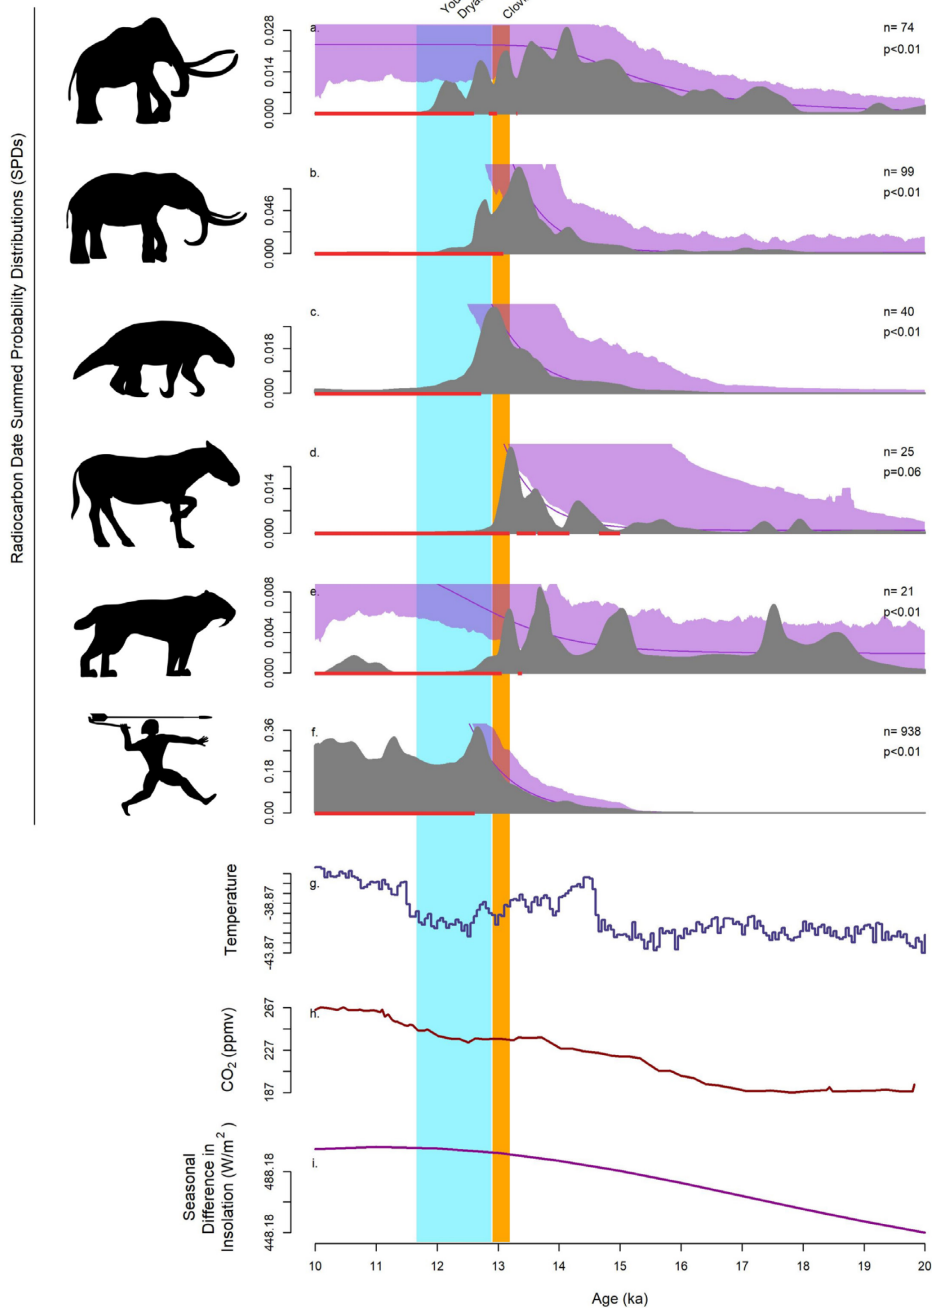 You
Drya
Clov
Radiocarbon Date Summed Probability Distributions (SPDs)
a.
0.028
0.014
0.000
n= 74
p<0.01
b.
0.046
0.000
n= 99
p<0.01
c.
0.018
0.000
n= 40
p<0.01
d.
0.014
0.000
n= 25
p=0.06
e.
0.008
0.004
0.000
n= 21
p<0.01
f.
0.36
0.18
0.00
n= 938
p<0.01
Temperature
g.
-38.87
-43.87
CO2 (ppmv)
h.
267
227
187
Seasonal
Difference in
Insolation (W/m2 )
i.
488.18
448.18
10 11 12 13 14 15 16 17 18 19 20
Age (ka)